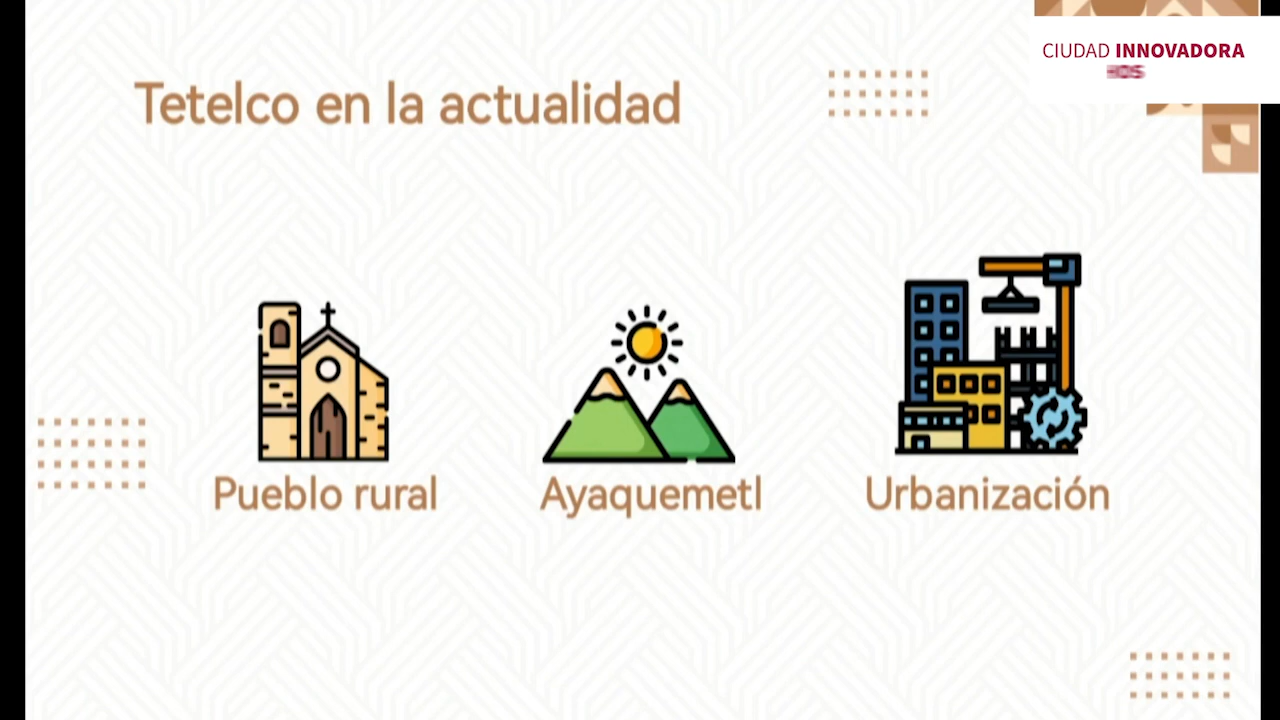 CIUDAD INNOVADORA
Tetelco en la actualidad
Pueblo rural
Ayaquemetl
Urbanización